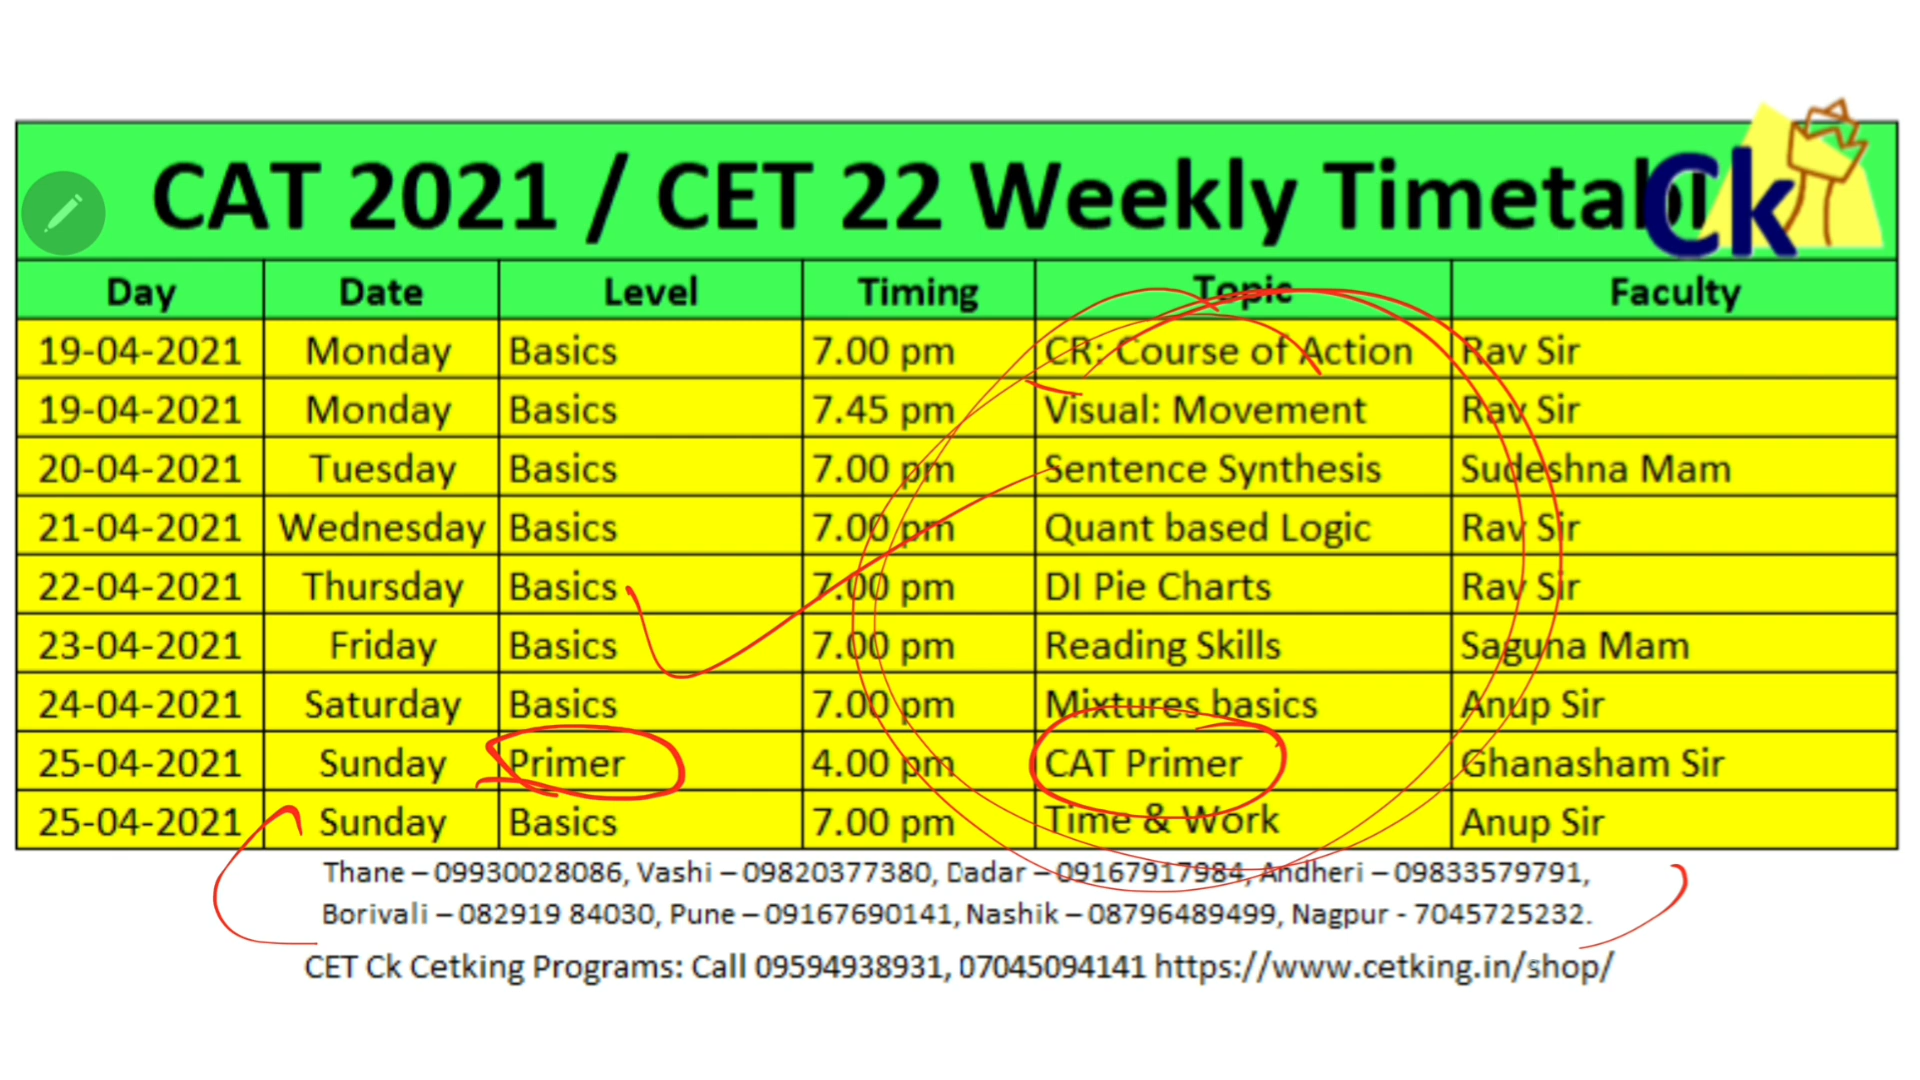 CAT 2021 / CET 22 Weekly Timetabl
Ck
Day Date Level Timing Topic Faculty
19-04-2021 Monday Basics 7.00 pm CR: Course of Action Rav Sir
19-04-2021 Monday Basics 7.45 pm Visual: Movement Rav Sir
20-04-2021 Tuesday Basics 7.00 pm Sentence Synthesis Sudeshna Mam
21-04-2021 Wednesday Basics 7.00 pm Quant based Logic Rav Sir
22-04-2021 Thursday Basics 7.00 pm DI Pie Charts Rav Sir
23-04-2021 Friday Basics 7.00 pm Reading Skills Saguna Mam
24-04-2021 Saturday Basics 7.00 pm Mixtures basics Anup Sir
25-04-2021 Sunday Primer 4.00 pm CAT Primer Ghanasham Sir
25-04-2021 Sunday Basics 7.00 pm Time & Work Anup Sir
Thane – 09930028086, Vashi – 09820377380, Dadar – 09167917984, Andheri – 09833579791,
Borivali – 082919 84030, Pune – 09167690141, Nashik – 08796489499, Nagpur - 7045725232.
CET Ck Cetking Programs: Call 09594938931, 07045094141 https://www.cetking.in/shop/